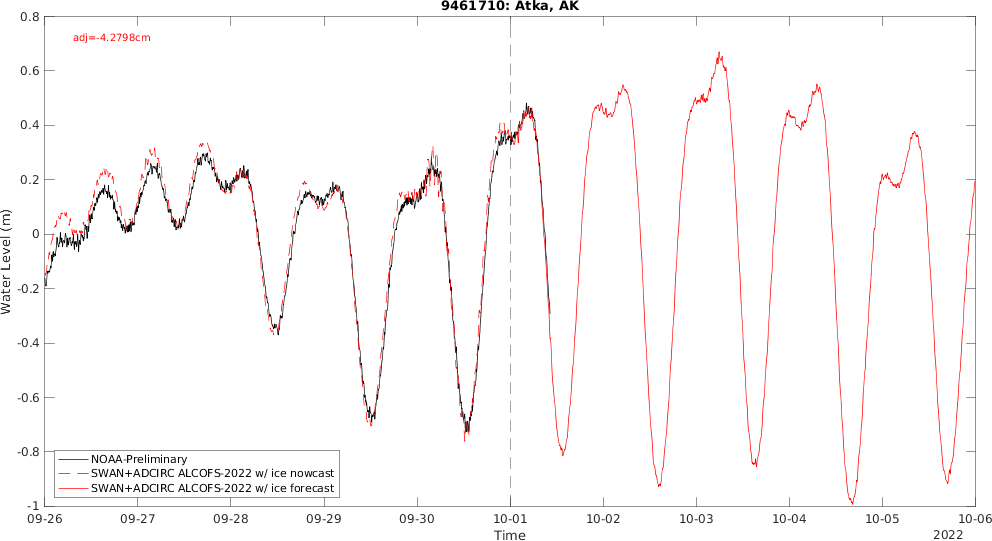 9461710: Atka, AK
adj=-4.2798cm
Water Level (m)
0.8
0.6
0.4
0.2
0
-0.2
-0.4
-0.6
-0.8
-1
NOAA-Preliminary
SWAN+ADCIRC ALCOFS-2022 w/ ice nowcast
SWAN+ADCIRC ALCOFS-2022 w/ ice forecast
09-26 09-27 09-28 09-29 09-30 10-01 10-02 10-03 10-04 10-05 10-06
Time
2022